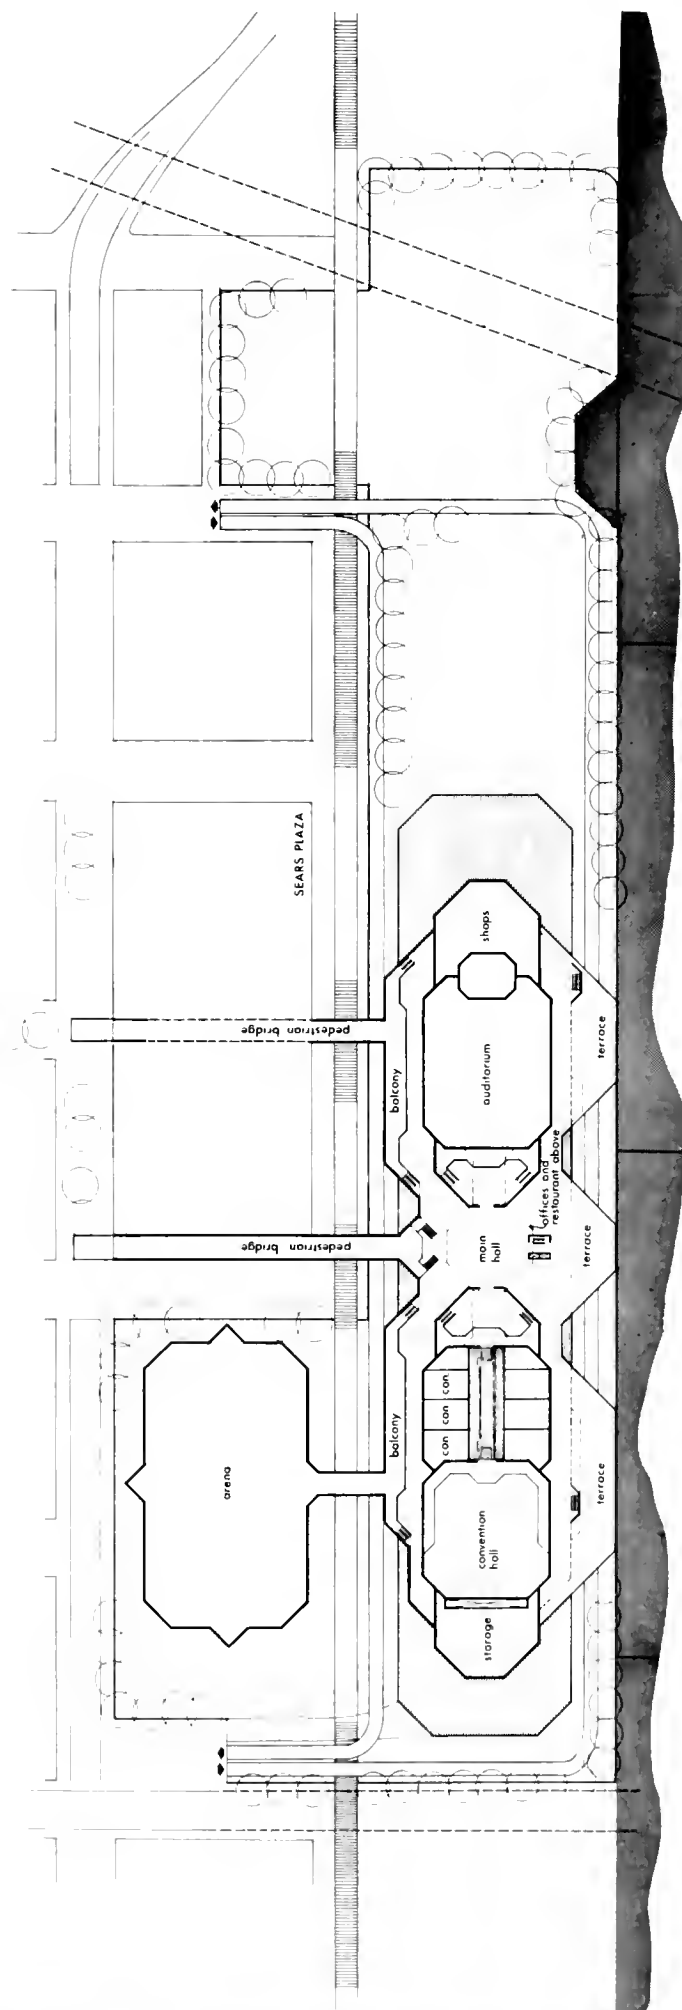 SEARS PLAZA
shops
pedestrian bridge
balcony
auditorium
terrace
offices and
restaurant above
pedestrian bridge
main
hall
terrace
con
con
con
balcony
arena
terrace
convention
hall
storage